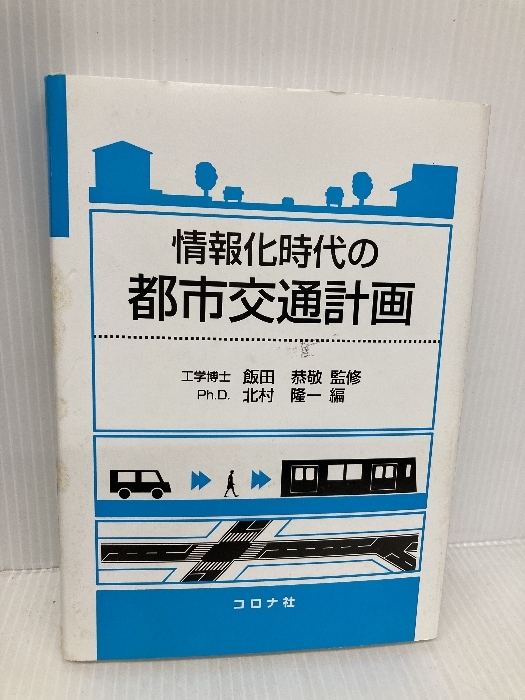 情報化時代の
都市交通計画
工学博士 飯田 恭敬 監修
Ph.D. 北村 隆一 編
コロナ社